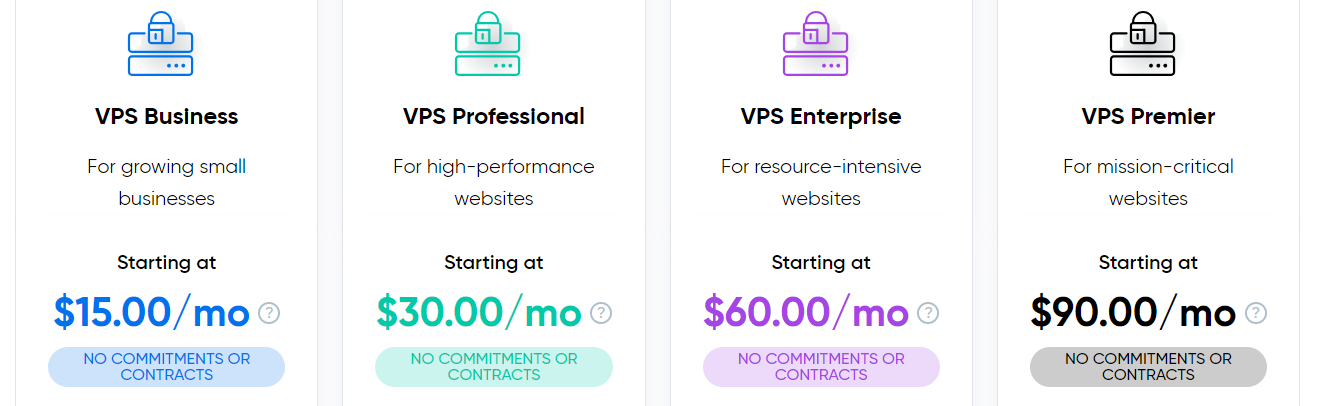 VPS Business
For growing small
businesses
Starting at
$15.00/mo ?
NO COMMITMENTS OR
CONTRACTS
VPS Professional
For high-performance
websites
Starting at
$30.00/mo ?
NO COMMITMENTS OR
CONTRACTS
VPS Enterprise
For resource-intensive
websites
Starting at
$60.00/mo ?
NO COMMITMENTS OR
CONTRACTS
VPS Premier
For mission-critical
websites
Starting at
$90.00/mo ?
NO COMMITMENTS OR
CONTRACTS